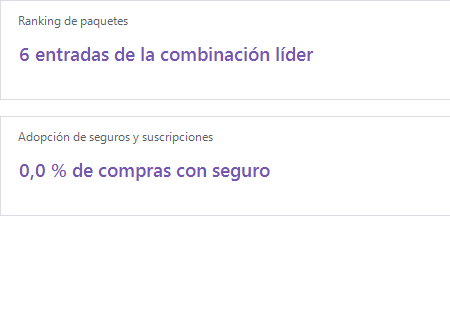 Ranking de paquetes
6 entradas de la combinación líder
Adopción de seguros y suscripciones
0,0 % de compras con seguro